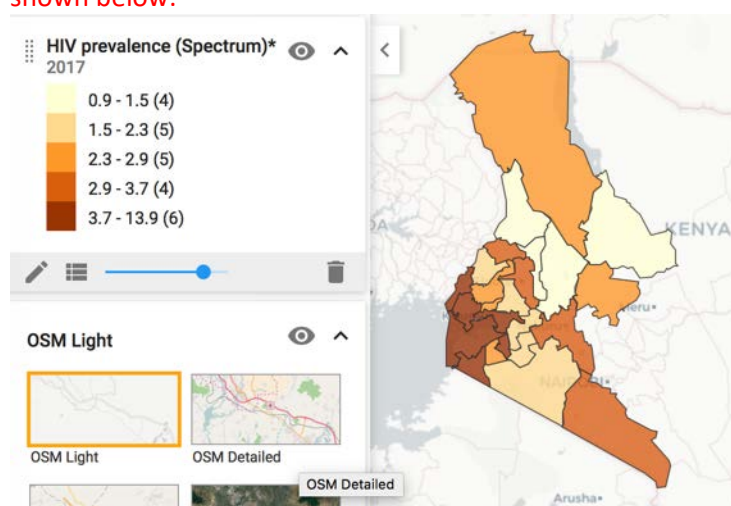 shown below:
HIV prevalence (Spectrum)*
2017
0.9 - 1.5 (4)
1.5 - 2.3 (5)
2.3 - 2.9 (5)
2.9 - 3.7 (4)
3.7 - 13.9 (6)
OSM Light
OSM Light
OSM Detailed
OSM Detailed
KENYA
Arusha